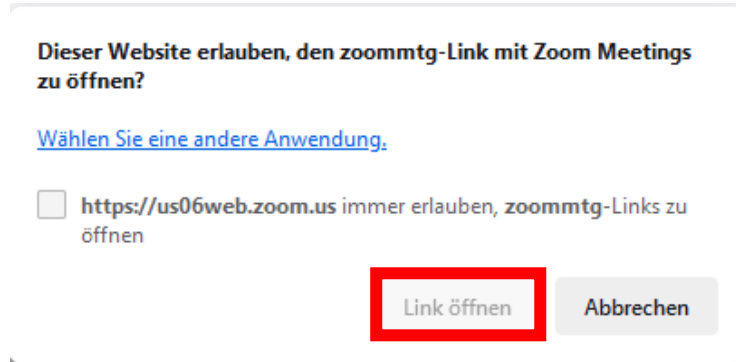 Dieser Website erlauben, den zoommtg-Link mit Zoom Meetings
zu öffnen?
Wählen Sie eine andere Anwendung.
https://us06web.zoom.us immer erlauben, zoommtg-Links zu
öffnen
Link öffnen
Abbrechen